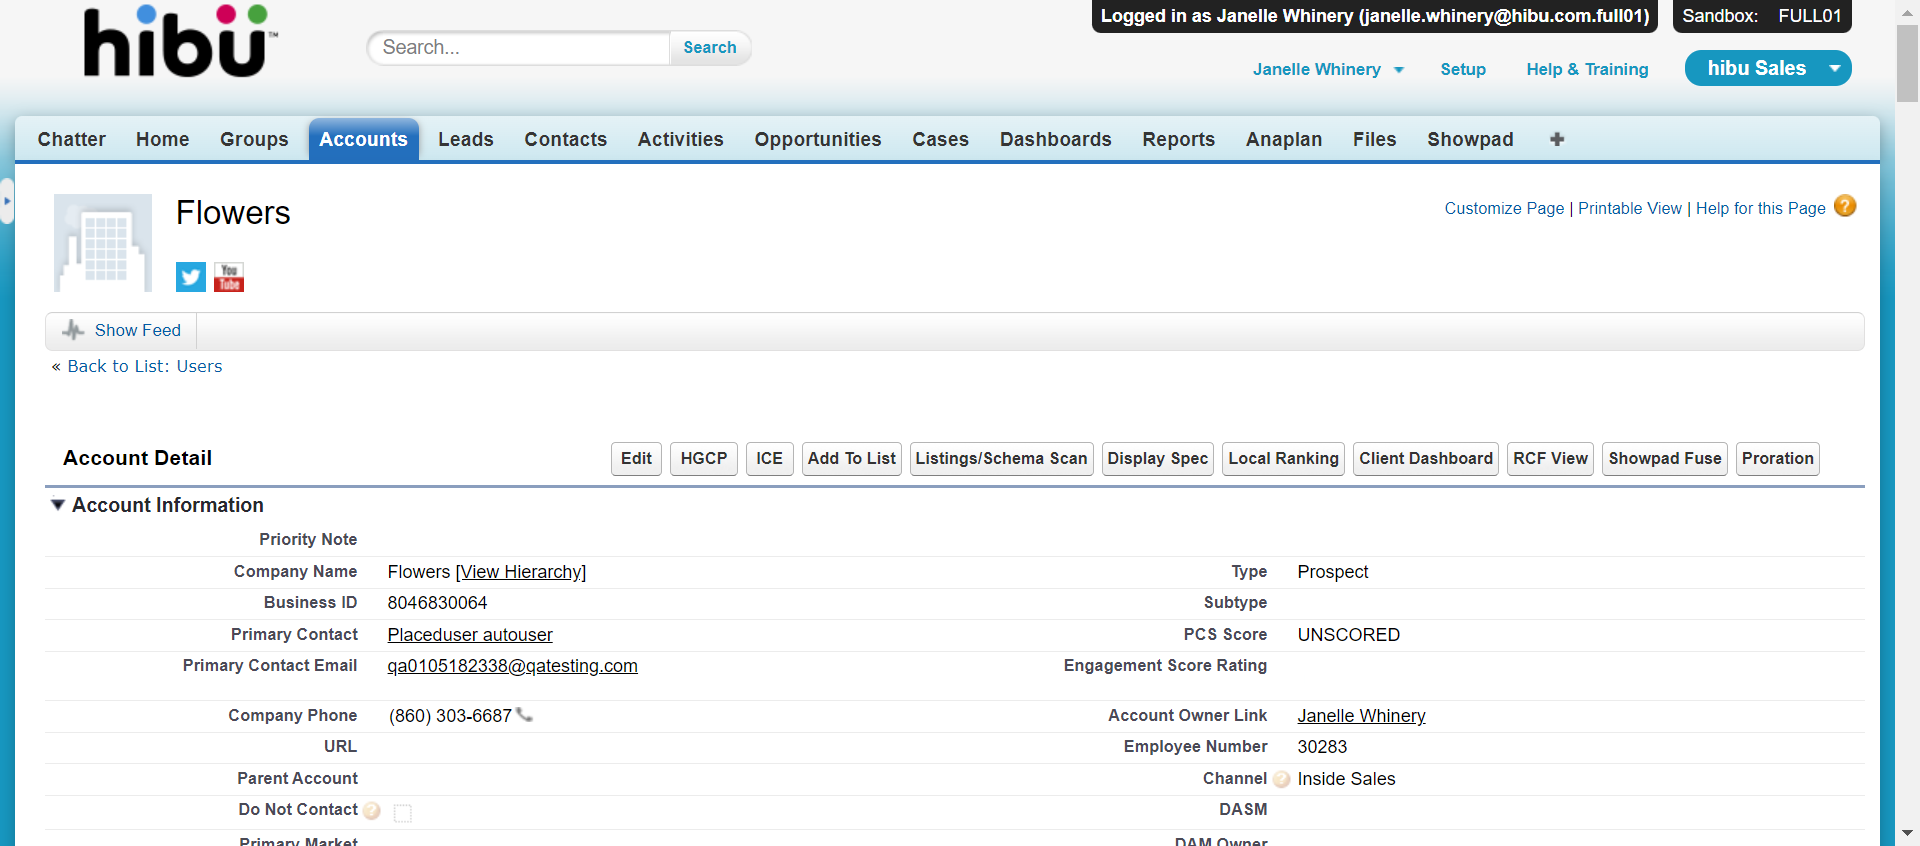 hibu™
Search...
Search
Logged in as Janelle Whinery (janelle.whinery@hibu.com.full01)
Sandbox: FULL01
Janelle Whinery
Setup
Help & Training
hibu Sales
Chatter Home Groups Accounts Leads Contacts Activities Opportunities Cases Dashboards Reports Anaplan Files Showpad
Flowers
Customize Page | Printable View | Help for this Page ?
You Tube
Show Feed
« Back to List: Users
Account Detail
Edit HGCP ICE Add To List Listings/Schema Scan Display Spec Local Ranking Client Dashboard RCF View Showpad Fuse Proration
Account Information
Priority Note
Company Name Flowers [View Hierarchy] Type Prospect
Business ID 8046830064 Subtype
Primary Contact Placeduser autouser PCS Score UNSCORED
Primary Contact Email qa0105182338@qatesting.com Engagement Score Rating
Company Phone (860) 303-6687 Account Owner Link Janelle Whinery
URL Employee Number 30283
Parent Account Channel ? Inside Sales
Do Not Contact ? DASM
Primary Market DAM Owner